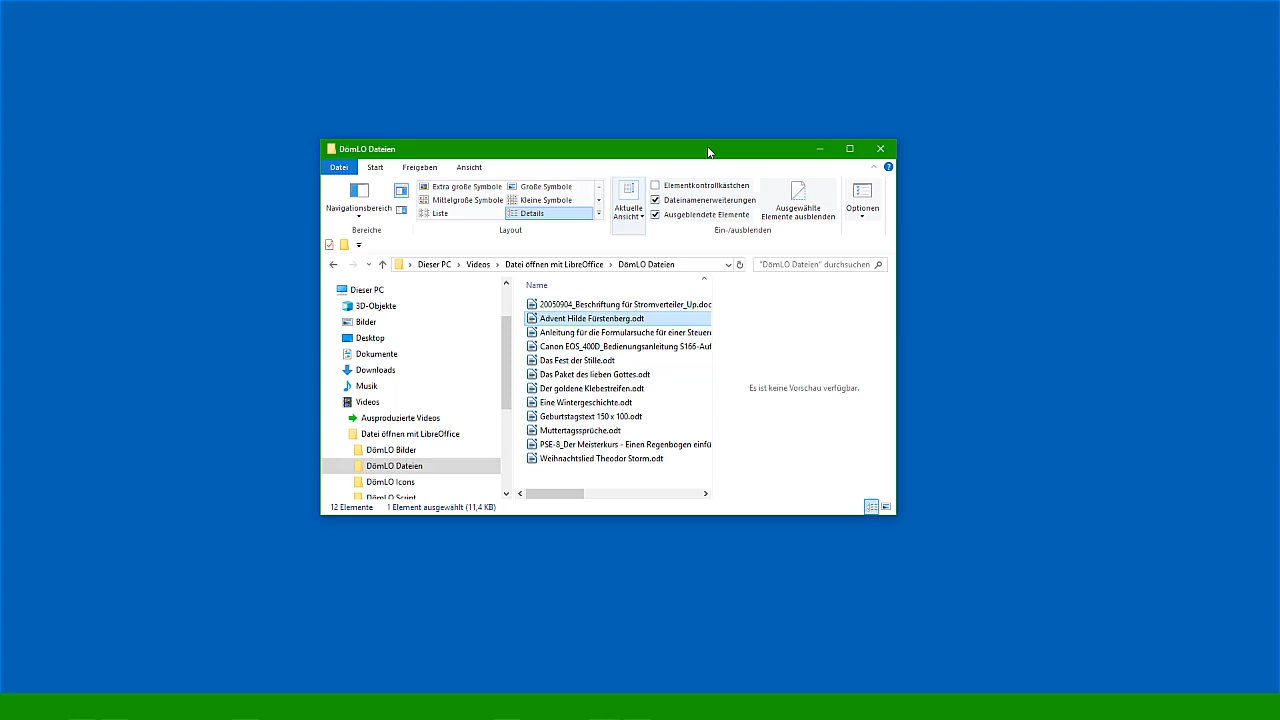 DömLO Dateien
Datei Start Freigeben Ansicht
Navigationsbereich
Bereiche
Extra große Symbole Große Symbole
Mittelgroße Symbole Kleine Symbole
Liste Details
Layout
Aktuelle
Ansicht
Elementkontrollkästchen
Dateinamenerweiterungen
Ausgeblendete Elemente
Ausgewählte
Elemente ausblenden
Ein-/ausblenden
Optionen
Dieser PC Videos Datei öffnen mit LibreOffice DömLO Dateien
"DömLO Dateien" durchsuchen
Dieser PC
3D-Objekte
Bilder
Desktop
Dokumente
Downloads
Musik
Videos
Ausproduzierte Videos
Datei öffnen mit LibreOffice
DömLO Bilder
DömLO Dateien
DömLO Icons
DömLO Script
Name
20050904_Beschriftung für Stromverteiler_Up.doc
Advent Hilde Fürstenberg.odt
Anleitung für die Formularsuche für einer Steuer
Canon EOS_400D_Bedienungsanleitung S166-Auf
Das Fest der Stille.odt
Das Paket des lieben Gottes.odt
Der goldene Klebestreifen.odt
Eine Wintergeschichte.odt
Geburtstagstext 150 x 100.odt
Muttertagssprüche.odt
PSE-8_Der Meisterkurs - Einen Regenbogen einfü
Weihnachtslied Theodor Storm.odt
Es ist keine Vorschau verfügbar.
12 Elemente 1 Element ausgewählt (11,4 KB)